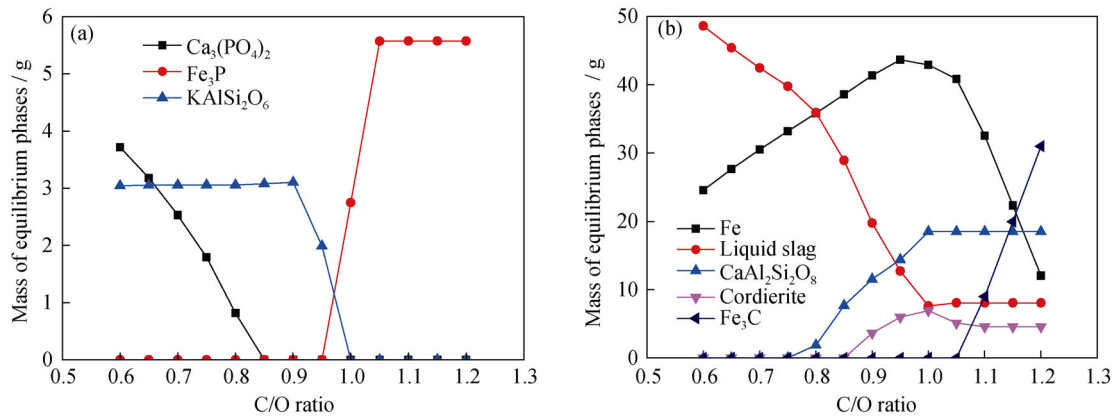 (a)
Ca₃(PO₄)₂
Fe₃P
KAlSi₂O₆
Mass of equilibrium phases / g
6
5
4
3
2
1
0
0.5 0.6 0.7 0.8 0.9 1.0 1.1 1.2 1.3
C/O ratio
(b)
Fe
Liquid slag
CaAl₂Si₂O₈
Cordierite
Fe₃C
Mass of equilibrium phases / g
50
40
30
20
10
0
0.5 0.6 0.7 0.8 0.9 1.0 1.1 1.2 1.3
C/O ratio